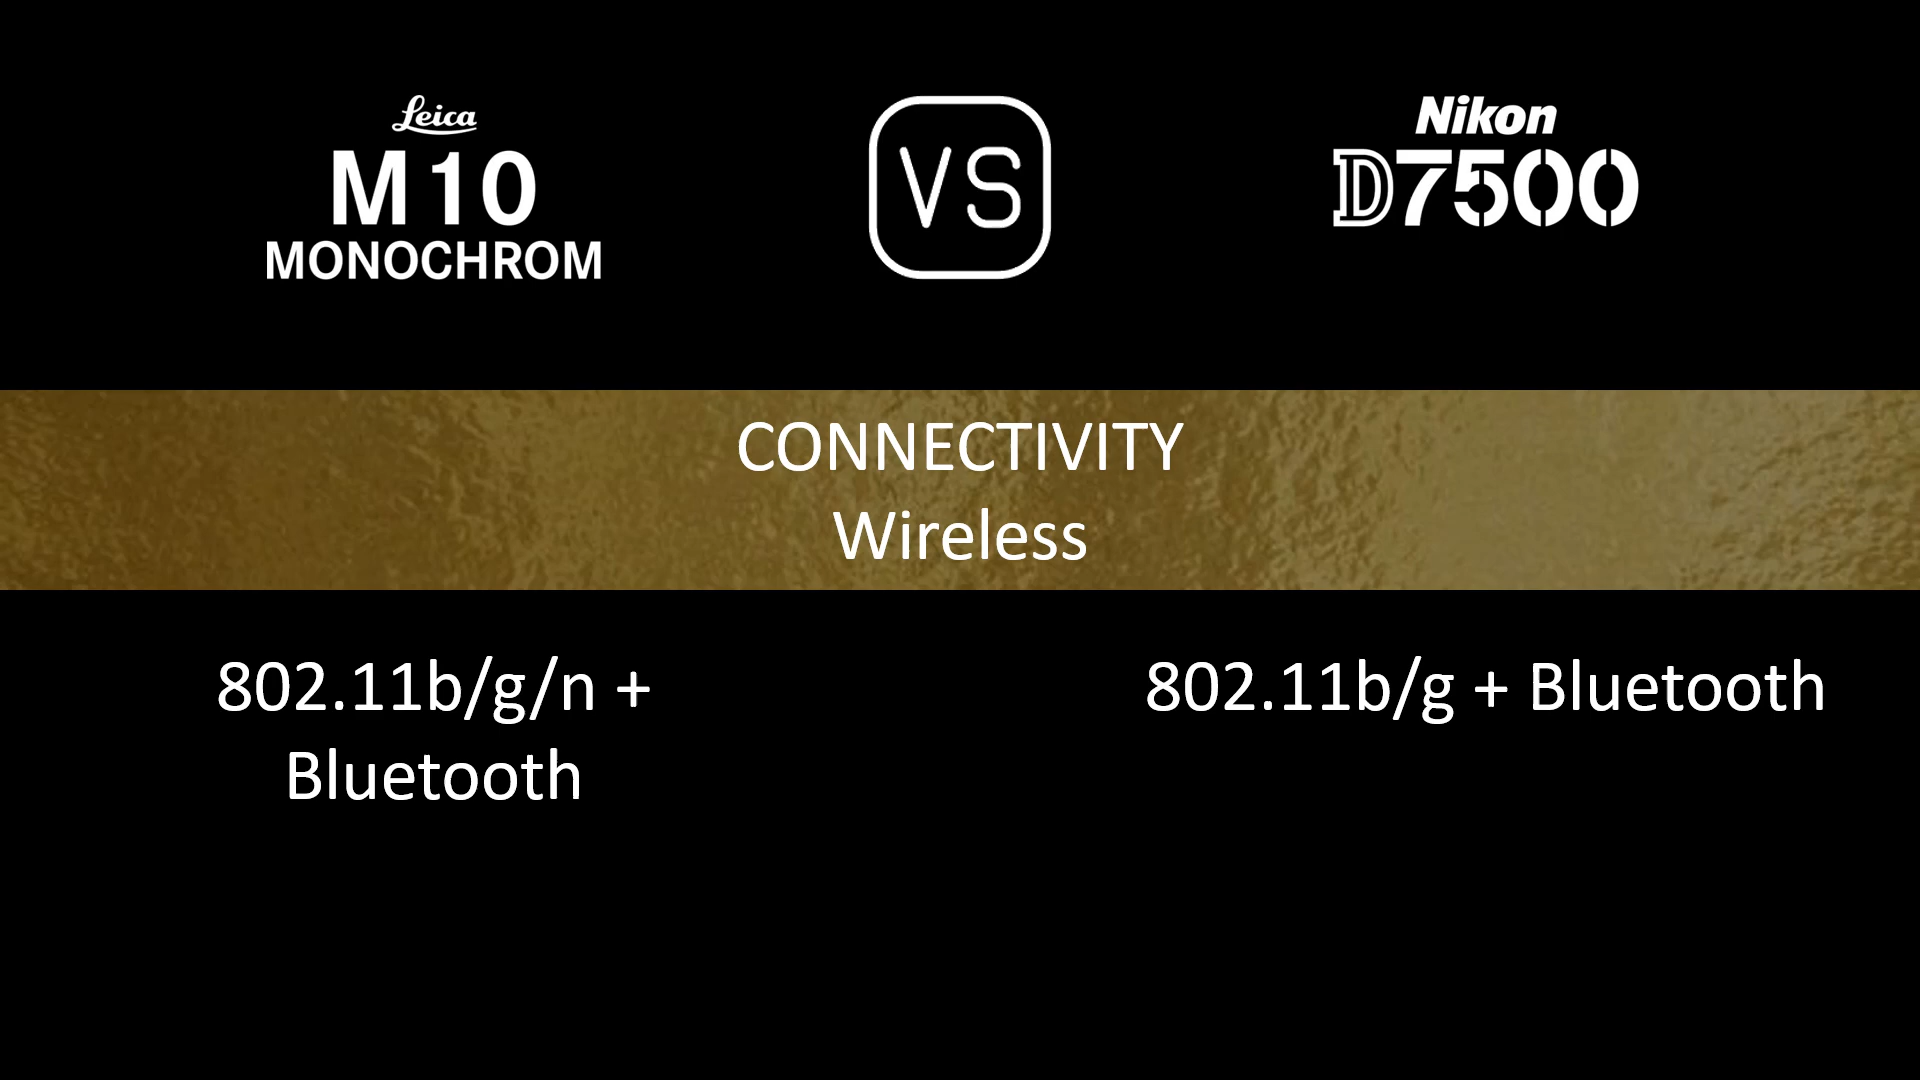 Leica
M10
MONOCHROM
VS
Nikon
D7500
CONNECTIVITY
Wireless
802.11b/g/n +
Bluetooth
802.11b/g + Bluetooth